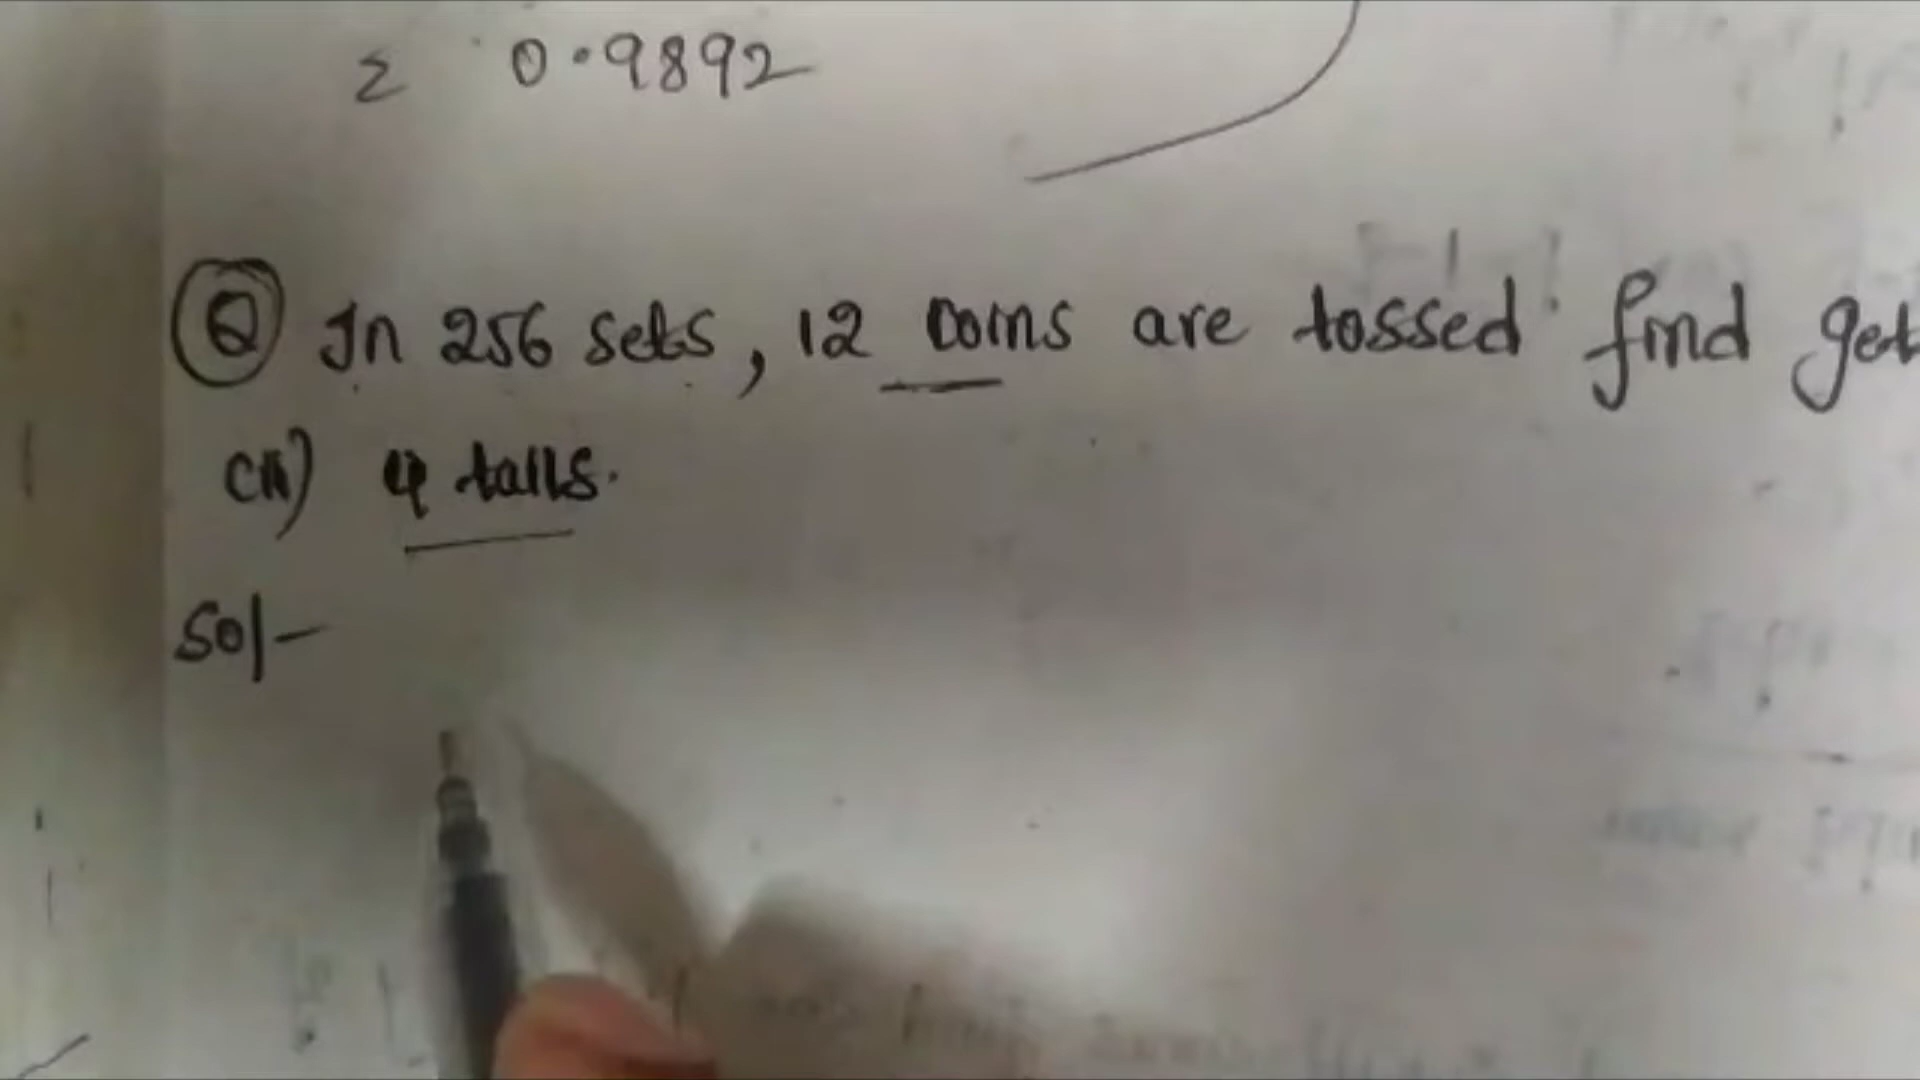 = 0.9892
Q In 256 sets, 12 coins are tossed find get
(ii) 4 tails.
Sol-